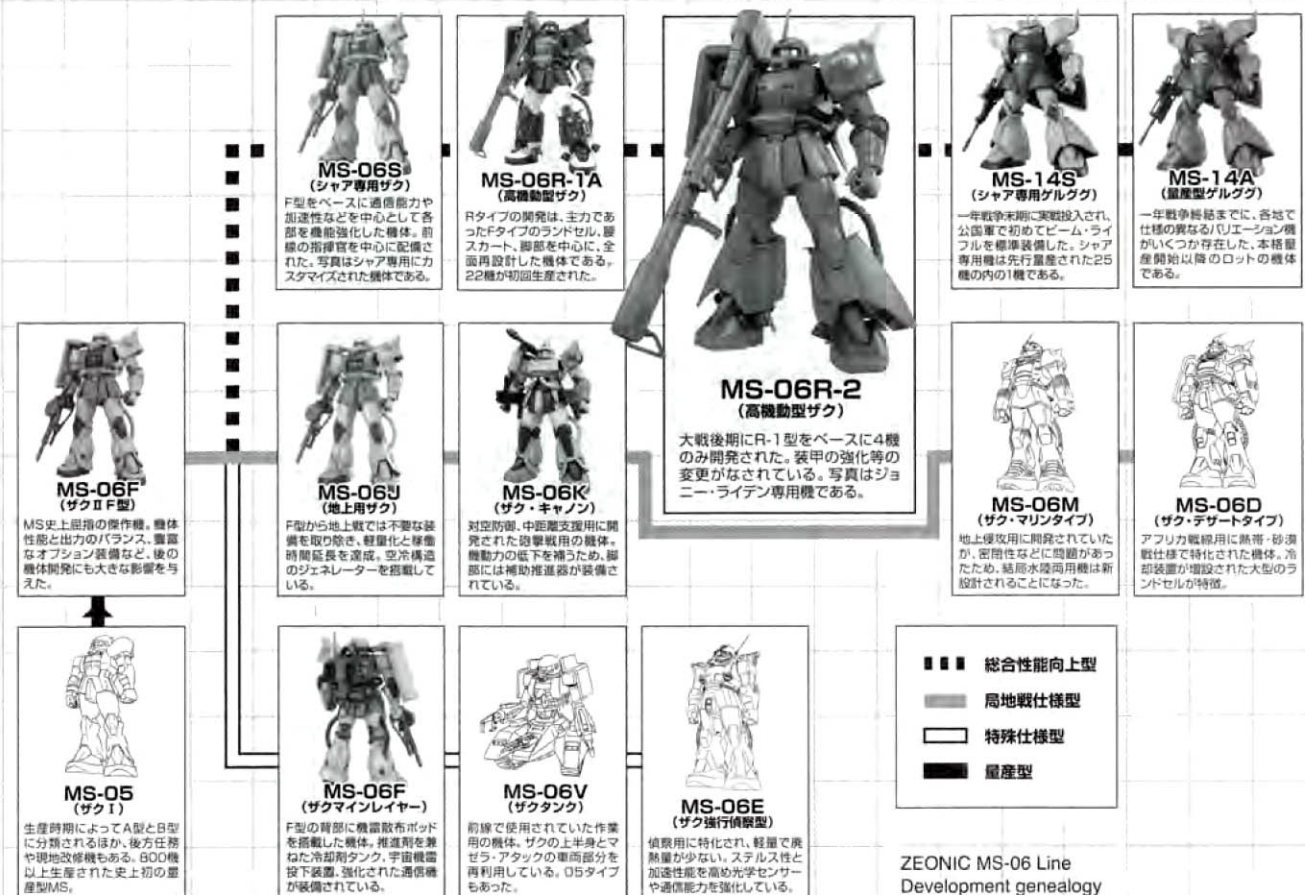 MS-06S
(シャア専用ザク)
F型をベースに通信能力や
加速性などを中心として各
部を機能強化した機体。前
線の指揮官を中心に配備さ
れた。写真はシャア専用にカ
スタマイズされた機体である。
MS-06R-1A
(高機動型ザク)
Rタイプの開発は、主力であ
ったFタイプのランドセル、腰
スカート、脚部を中心に、全
面再設計した機体である。
22機が初回生産された。
MS-06R-2
(高機動型ザク)
大戦後期にR-1型をベースに4機
のみ開発された。装甲の強化等の
変更がなされている。写真はジョ
ニー・ライデン専用機である。
MS-14S
(シャア専用ゲルググ)
一年戦争末期に実戦投入され、
公国軍で初めてビーム・ライ
フルを標準装備した。シャア
専用機は先行量産された25
機の内の1機である。
MS-14A
(量産型ゲルググ)
一年戦争終結までに、各地で
仕様の異なるバリエーション機
がいくつか存在した、本格量
産開始以降のロットの機体
である。
MS-06F
(ザクⅡF型)
MS史上屈指の傑作機。機体
性能と出力のバランス、豊富
なオプション装備など、後の
機体開発にも大きな影響を与
えた。
MS-06J
(地上用ザク)
F型から地上戦では不要な装
備を取り除き、軽量化と稼働
時間延長を達成。空冷構造
のジェネレーターを搭載して
いる。
MS-06K
(ザク・キャノン)
対空防御、中距離支援用に開
発された砲撃戦用の機体。
機動力の低下を補うため、脚
部には補助推進器が装備さ
れている。
MS-06M
(ザク・マリンタイプ)
地上侵攻用に開発されていた
が、密閉性などに問題があっ
たため、結局水陸両用機は新
設計されることになった。
MS-06D
(ザク・デザートタイプ)
アフリカ戦線用に熱帯・砂漠
戦仕様で特化された機体。冷
却装置が増設された大型のラ
ンドセルが特徴。
MS-05
(ザクⅠ)
生産時期によってA型とB型
に分類されるほか、後方任務
や現地改修機もある。800機
以上生産された史上初の量
産型MS。
MS-06F
(ザクマインレイヤー)
F型の背部に機雷散布ポッド
を搭載した機体。推進剤を兼
ねた冷却剤タンク、宇宙機雷
投下装置、強化された通信機
が装備されている。
MS-06V
(ザクタンク)
前線で使用されていた作業
用の機体。ザクの上半身とマ
ゼラ・アタックの車両部分を
再利用している。05タイプ
もあった。
MS-06E
(ザク強行偵察型)
偵察用に特化され、軽量で廃
熱量が少ない。ステルス性と
加速性能を高め光学センサー
や通信能力を強化している。
総合性能向上型
局地戦仕様型
特殊仕様型
量産型
ZEONIC MS-06 Line
Development genealogy